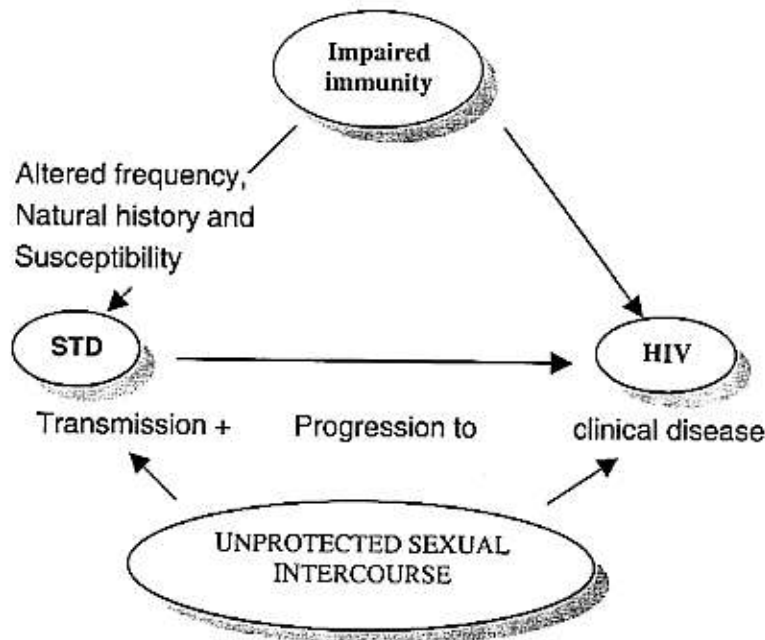 Impaired
immunity
Altered frequency,
Natural history and
Susceptibility
STD
HIV
Transmission + Progression to clinical disease
UNPROTECTED SEXUAL
INTERCOURSE